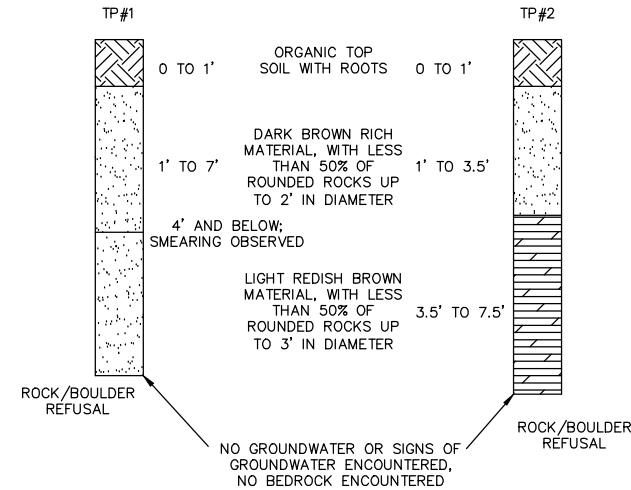 TP#1
TP#2
0 TO 1'
ORGANIC TOP
SOIL WITH ROOTS
0 TO 1'
1' TO 7'
DARK BROWN RICH
MATERIAL, WITH LESS
THAN 50% OF
ROUNDED ROCKS UP
TO 2' IN DIAMETER
1' TO 3.5'
4' AND BELOW;
SMEARING OBSERVED
LIGHT REDISH BROWN
MATERIAL, WITH LESS
THAN 50% OF
ROUNDED ROCKS UP
TO 3' IN DIAMETER
3.5' TO 7.5'
ROCK/BOULDER
REFUSAL
ROCK/BOULDER
REFUSAL
NO GROUNDWATER OR SIGNS OF
GROUNDWATER ENCOUNTERED,
NO BEDROCK ENCOUNTERED